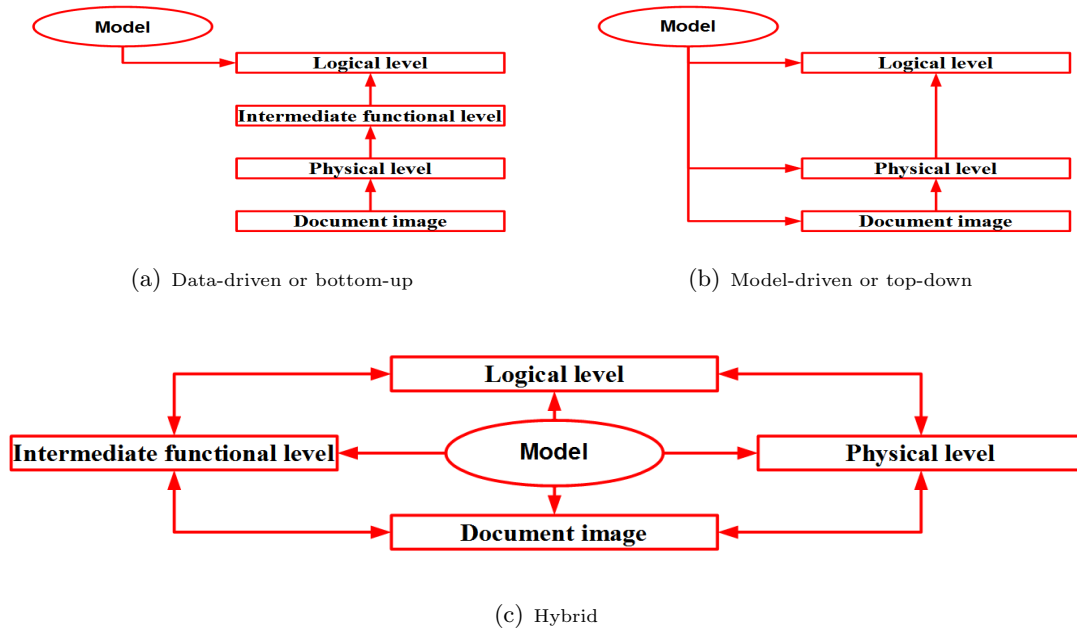 Model
Logical level
Intermediate functional level
Physical level
Document image
(a) Data-driven or bottom-up
Model
Logical level
Physical level
Document image
(b) Model-driven or top-down
Logical level
Intermediate functional level
Model
Physical level
Document image
(c) Hybrid